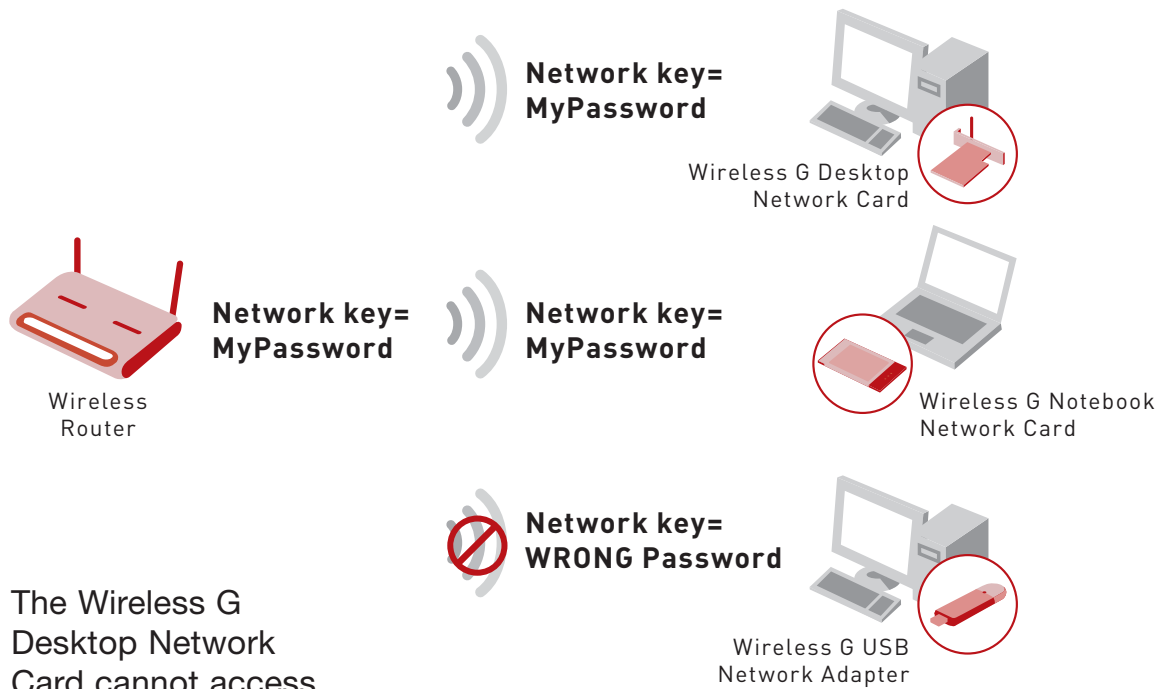 Network key=
MyPassword
Wireless G Desktop
Network Card
Network key=
MyPassword
Wireless
Router
Network key=
MyPassword
Wireless G Notebook
Network Card
Network key=
WRONG Password
Wireless G USB
Network Adapter
The Wireless G
Desktop Network
Card cannot access